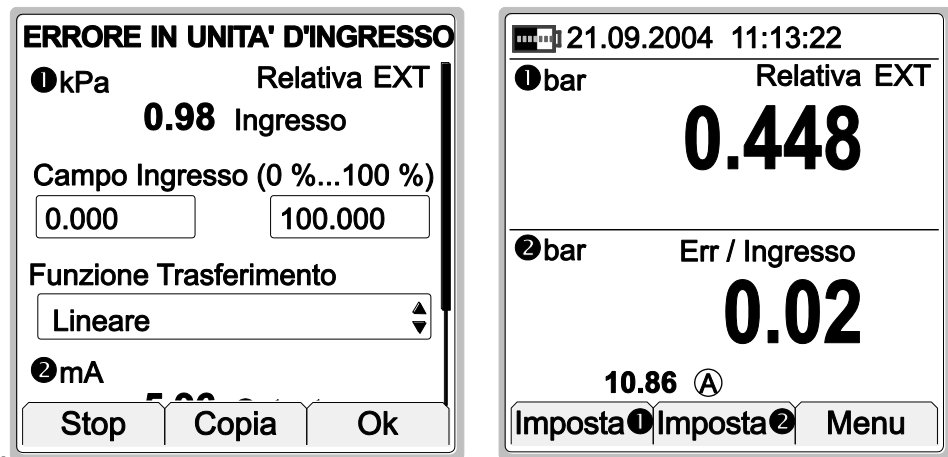 ERRORE IN UNITA' D'INGRESSO
❶kPa Relativa EXT
0.98 Ingresso
Campo Ingresso (0 %...100 %)
0.000 100.000
Funzione Trasferimento
Lineare
❷mA
Stop Copia Ok
21.09.2004 11:13:22
❶bar Relativa EXT
0.448
❷bar Err / Ingresso
0.02
10.86 Ⓐ
Imposta❶ Imposta❷ Menu